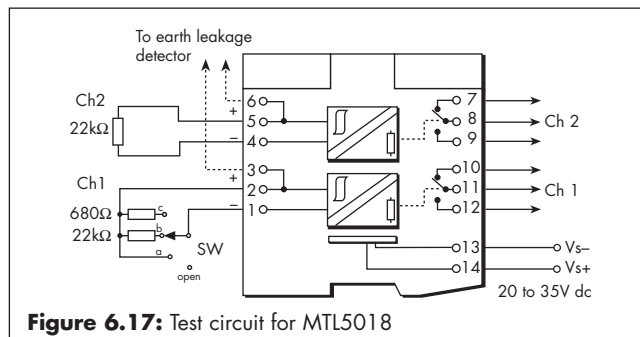 To earth leakage
detector
Ch2
22kΩ
+
−
6
5
4
7
8
9
Ch 2
Ch1
680Ω
22kΩ
c
b
a
open
SW
+
−
3
2
1
10
11
12
Ch 1
13
14
Vs–
Vs+
20 to 35V dc
Figure 6.17: Test circuit for MTL5018